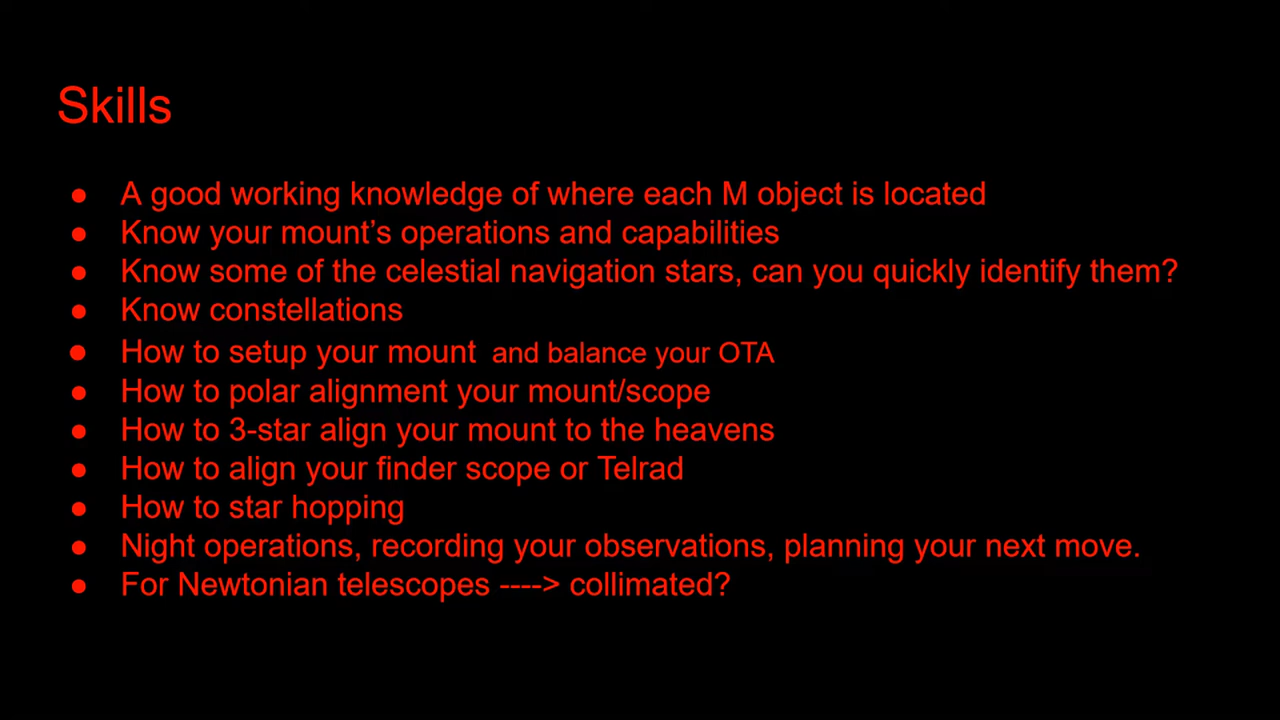 Skills
● A good working knowledge of where each M object is located
● Know your mount’s operations and capabilities
● Know some of the celestial navigation stars, can you quickly identify them?
● Know constellations
● How to setup your mount and balance your OTA
● How to polar alignment your mount/scope
● How to 3-star align your mount to the heavens
● How to align your finder scope or Telrad
● How to star hopping
● Night operations, recording your observations, planning your next move.
● For Newtonian telescopes ----> collimated?